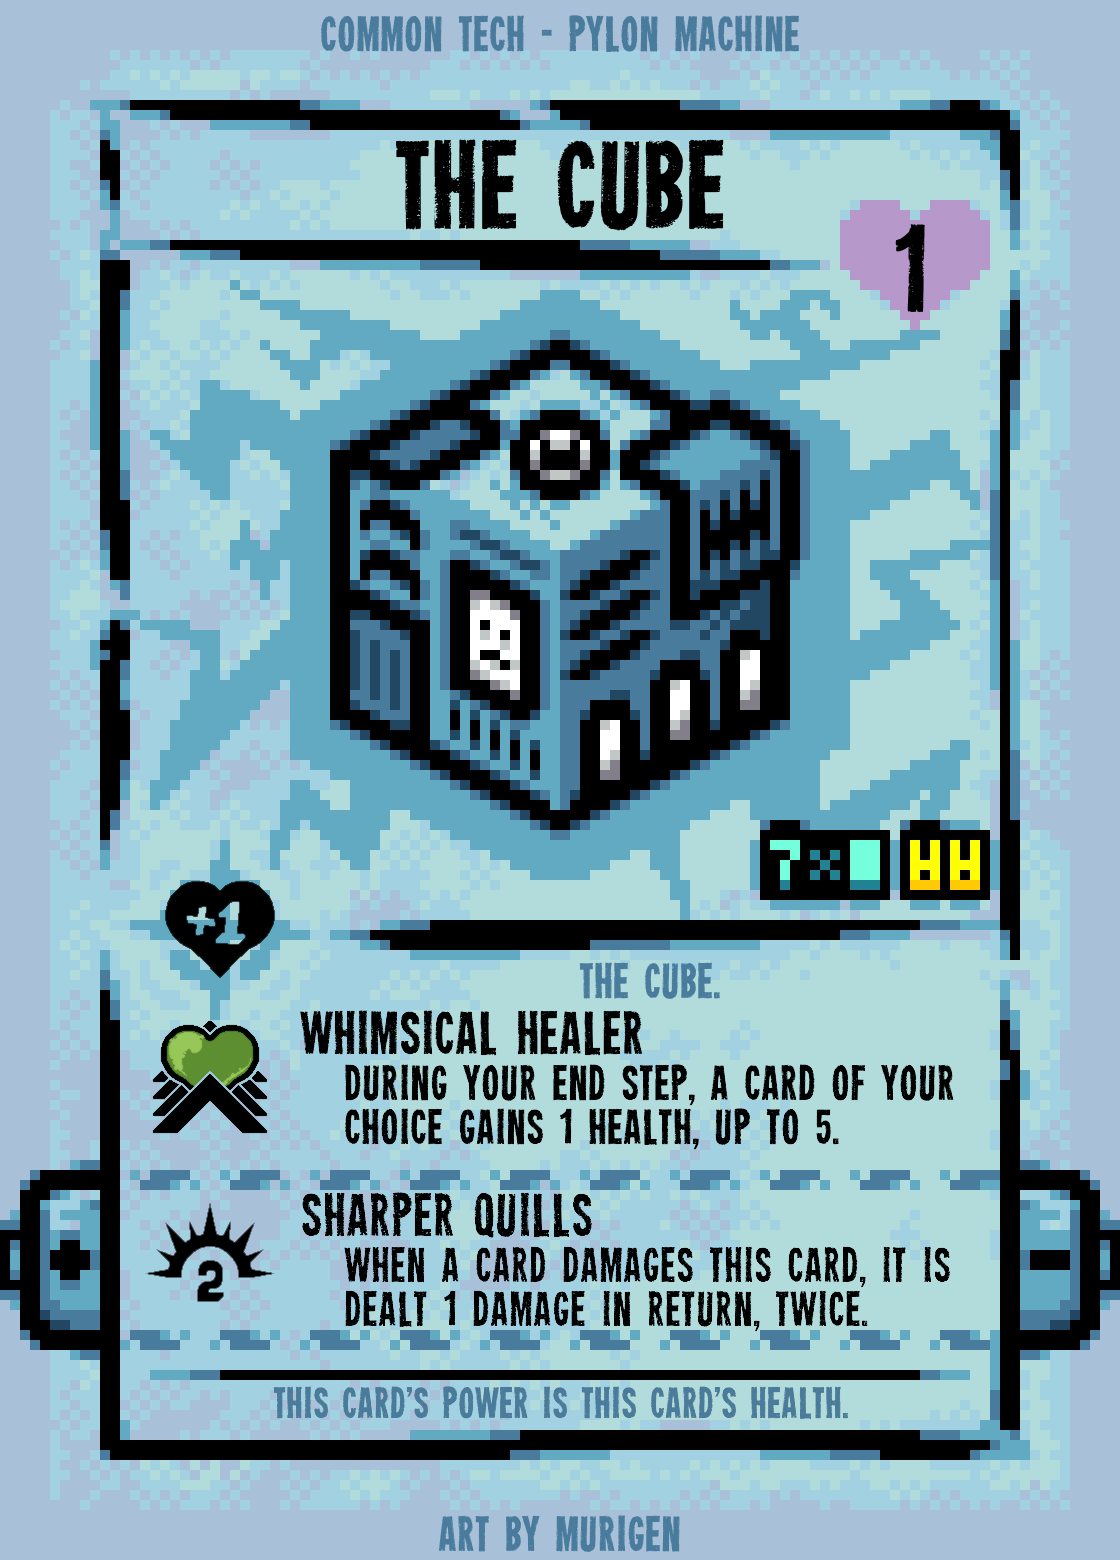 COMMON TECH - PYLON MACHINE
THE CUBE
1
7 x
+1
THE CUBE.
WHIMSICAL HEALER
DURING YOUR END STEP, A CARD OF YOUR
CHOICE GAINS 1 HEALTH, UP TO 5.
SHARPER QUILLS
2
WHEN A CARD DAMAGES THIS CARD, IT IS
DEALT 1 DAMAGE IN RETURN, TWICE.
THIS CARD'S POWER IS THIS CARD'S HEALTH.
ART BY MURIGEN